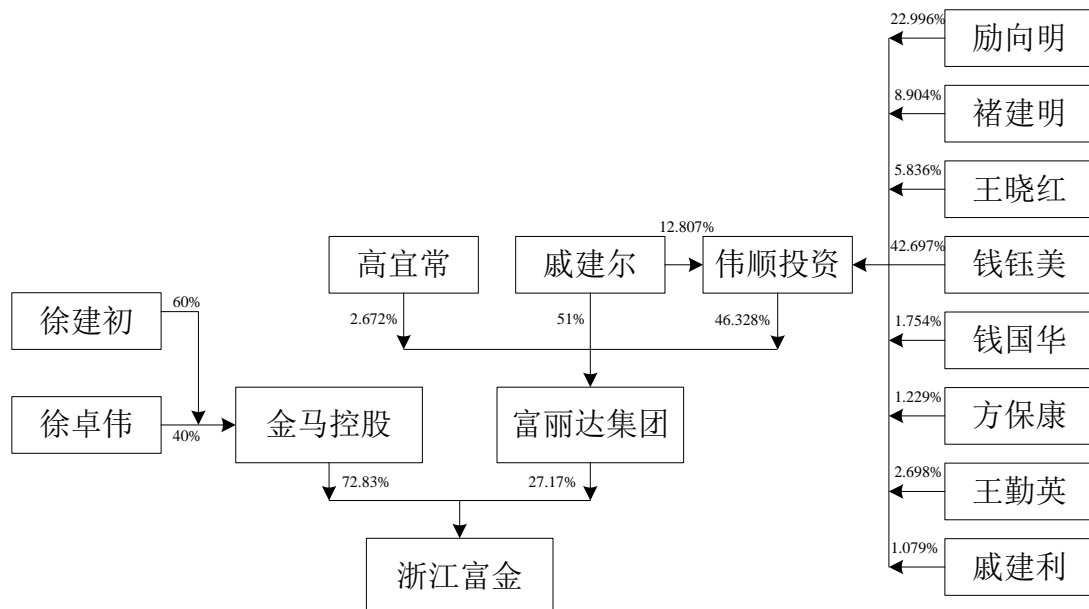 22.996%
励向明
8.904%
褚建明
5.836%
王晓红
12.807%
42.697%
高宜常
戚建尔
伟顺投资
钱钰美
60%
徐建初
2.672%
51%
46.328%
1.754%
钱国华
徐卓伟
40%
金马控股
富丽达集团
1.229%
方保康
72.83%
27.17%
2.698%
王勤英
浙江富金
1.079%
戚建利